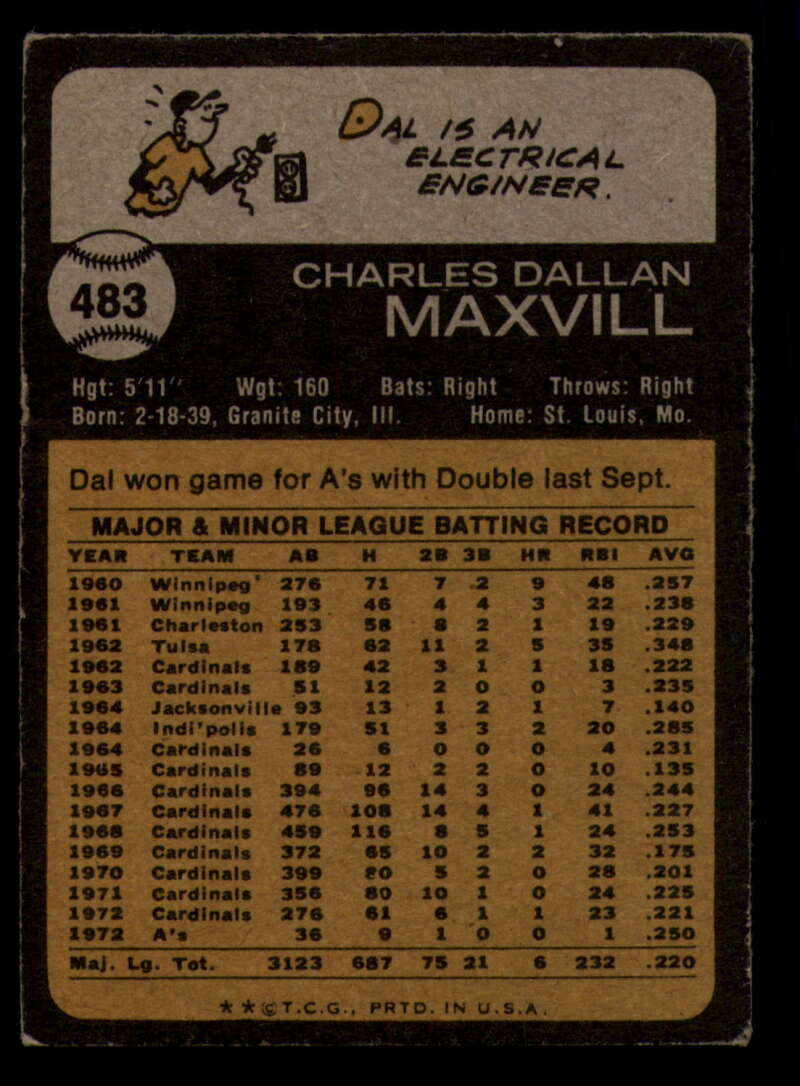 DAL IS AN
ELECTRICAL
ENGINEER.
483
CHARLES DALLAN
MAXVILL
Hgt: 5'11" Wgt: 160 Bats: Right Throws: Right
Born: 2-18-39, Granite City, Ill. Home: St. Louis, Mo.
Dal won game for A's with Double last Sept.
MAJOR & MINOR LEAGUE BATTING RECORD
YEAR TEAM AB H 2B 3B HR RBI AVG
1960 Winnipeg 276 71 7 2 9 48 .257
1961 Winnipeg 193 46 4 4 3 22 .238
1961 Charleston 253 58 8 2 1 19 .229
1962 Tulsa 178 62 11 2 5 35 .348
1962 Cardinals 189 42 3 1 1 18 .222
1963 Cardinals 51 12 2 0 0 3 .235
1964 Jacksonville 93 13 1 2 1 7 .140
1964 Indi'polis 179 51 3 3 2 20 .285
1964 Cardinals 26 6 0 0 0 4 .231
1965 Cardinals 89 12 2 2 0 10 .135
1966 Cardinals 394 96 14 3 0 24 .244
1967 Cardinals 476 108 14 4 1 41 .227
1968 Cardinals 459 116 8 5 1 24 .253
1969 Cardinals 372 65 10 2 2 32 .175
1970 Cardinals 399 80 5 2 0 28 .201
1971 Cardinals 356 80 10 1 0 24 .225
1972 Cardinals 276 61 6 1 1 23 .221
1972 A's 36 9 1 0 0 1 .250
Maj. Lg. Tot. 3123 687 75 21 6 232 .220
★ ★ © T.C.G., PRTD. IN U.S.A.